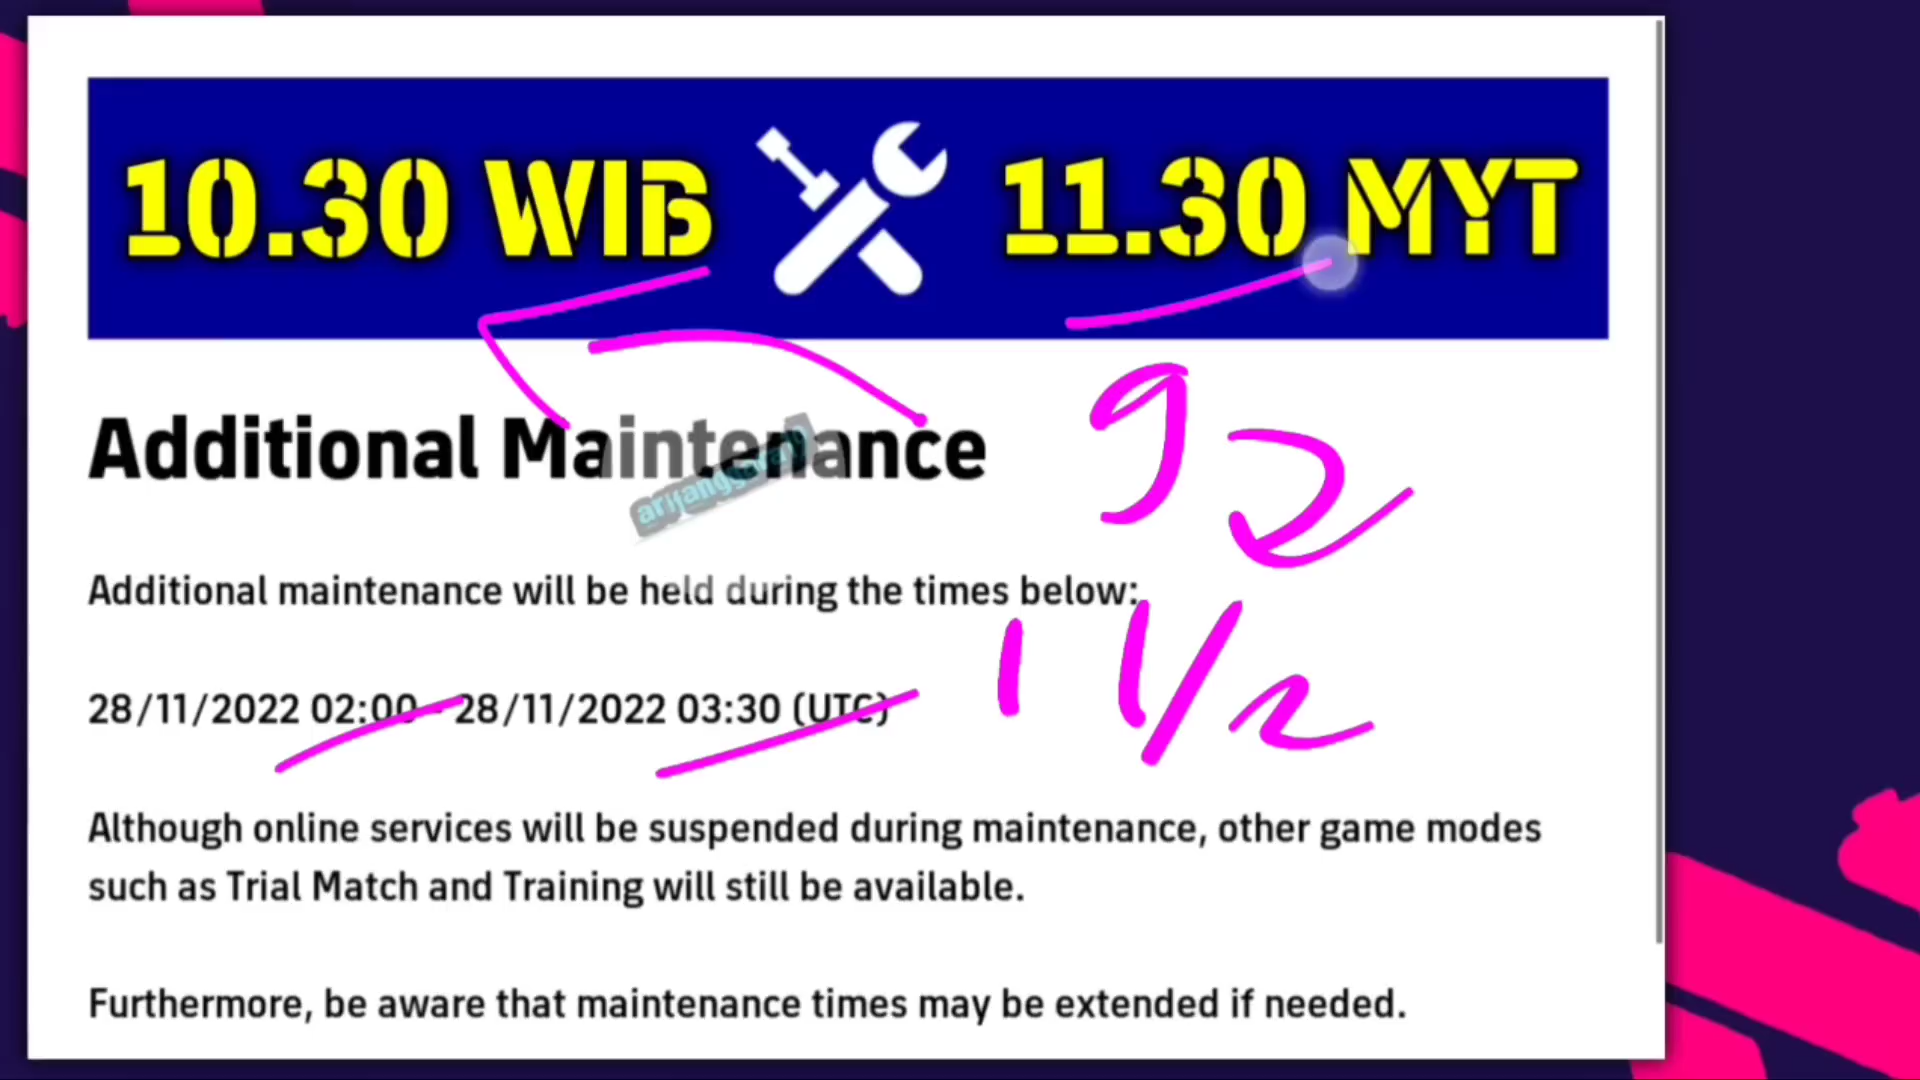 10.30 WIB 11.30 MYT
Additional Maintenance
9 2
Additional maintenance will be held during the times below:
1 1/2
28/11/2022 02:00 - 28/11/2022 03:30 (UTC)
Although online services will be suspended during maintenance, other game modes
such as Trial Match and Training will still be available.
Furthermore, be aware that maintenance times may be extended if needed.